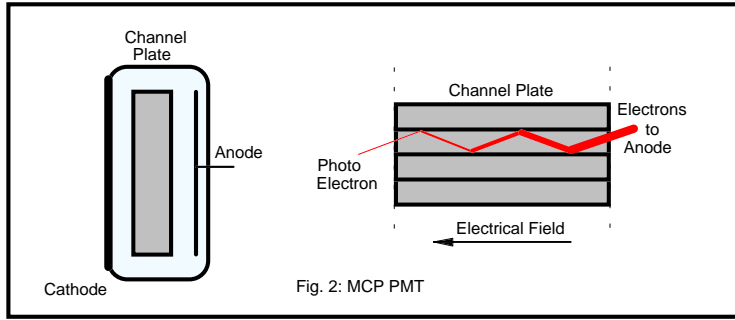 Channel
Plate
Anode
Cathode
Channel Plate
Electrons
to
Anode
Photo
Electron
Electrical Field
Fig. 2: MCP PMT